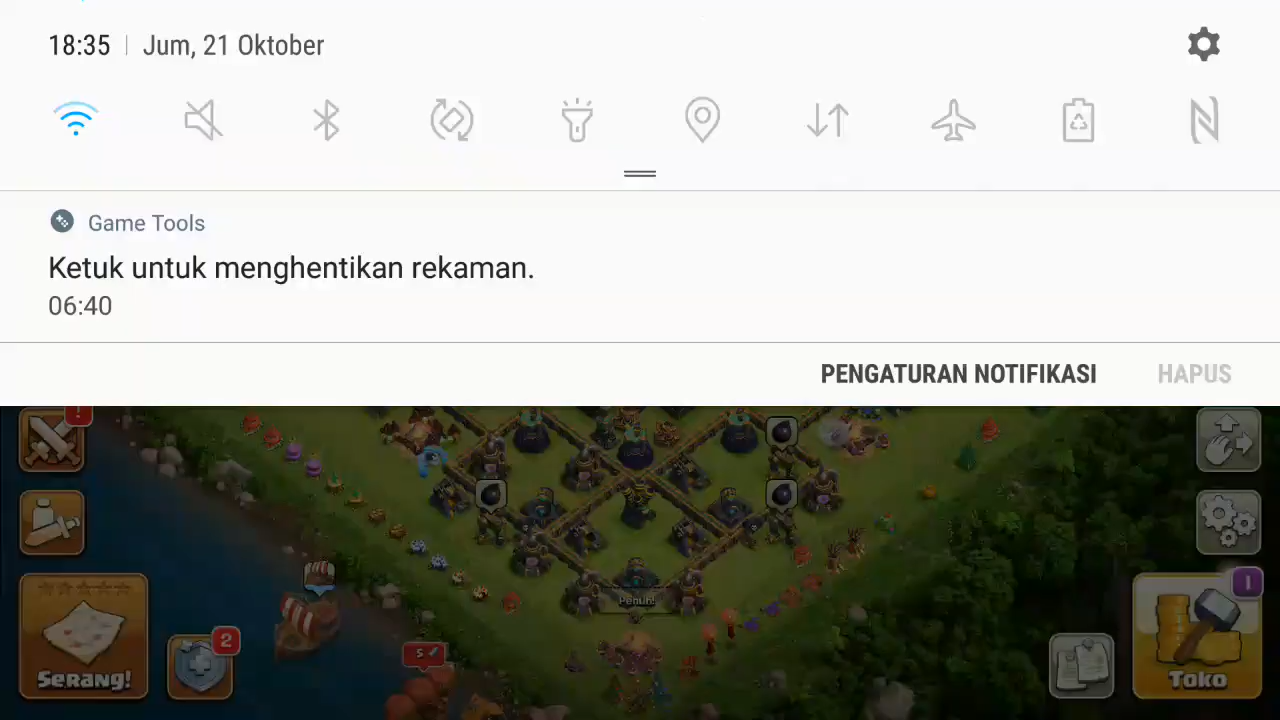 18:35 | Jum, 21 Oktober
Game Tools
Ketuk untuk menghentikan rekaman.
06:40
PENGATURAN NOTIFIKASI HAPUS
!
Penuh!
I
2
5
Serang!
Toko